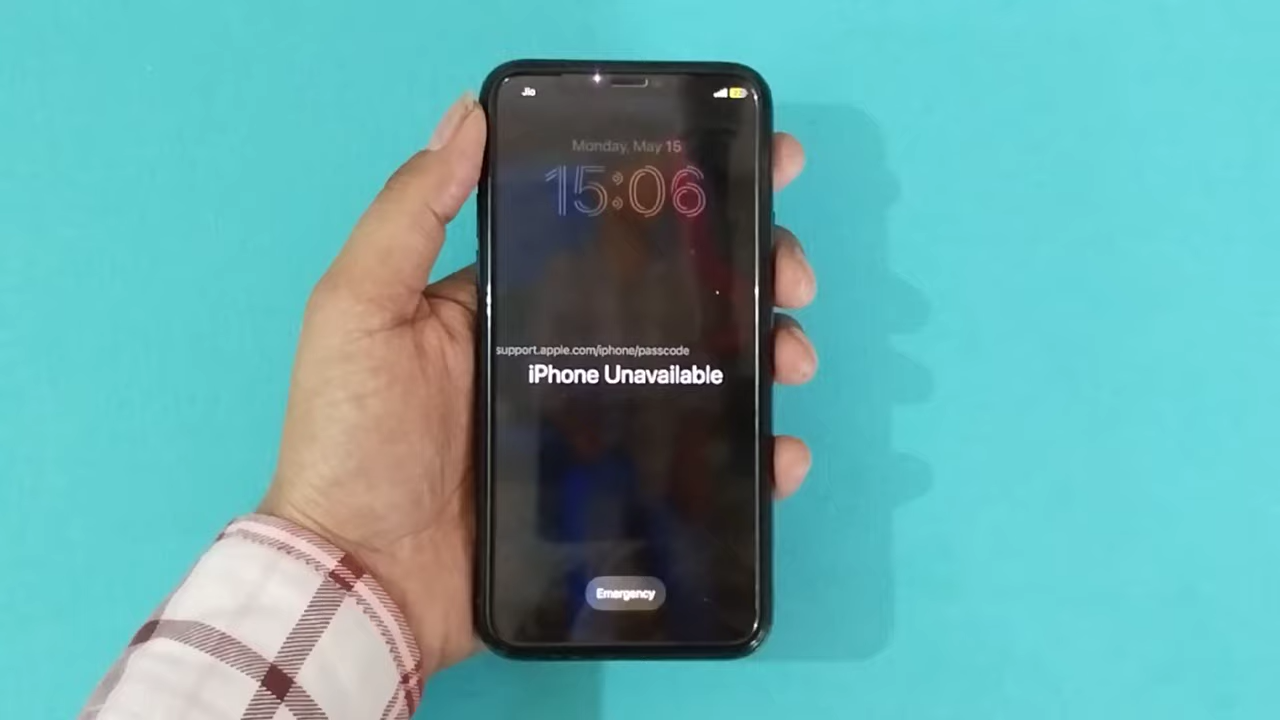 Jio
Monday, May 15
15:06
support.apple.com/iphone/passcode
iPhone Unavailable
Emergency